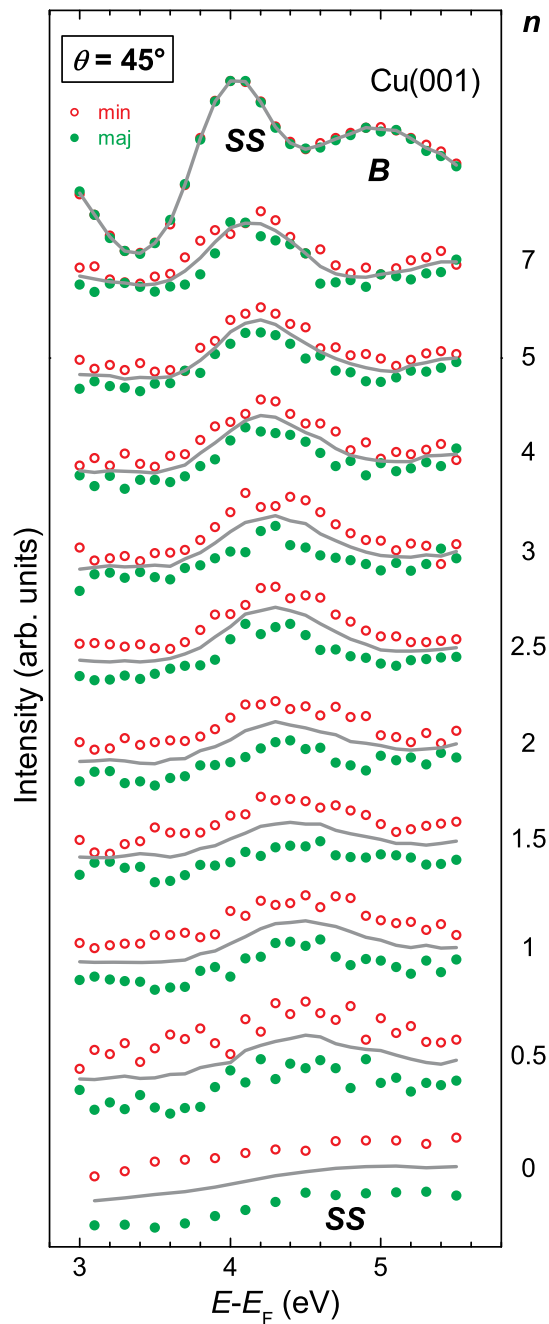 n
θ = 45°
Cu(001)
min
maj
SS
B
7
5
4
3
2.5
2
1.5
1
0.5
0
SS
Intensity (arb. units)
3 4 5
E-E_F (eV)